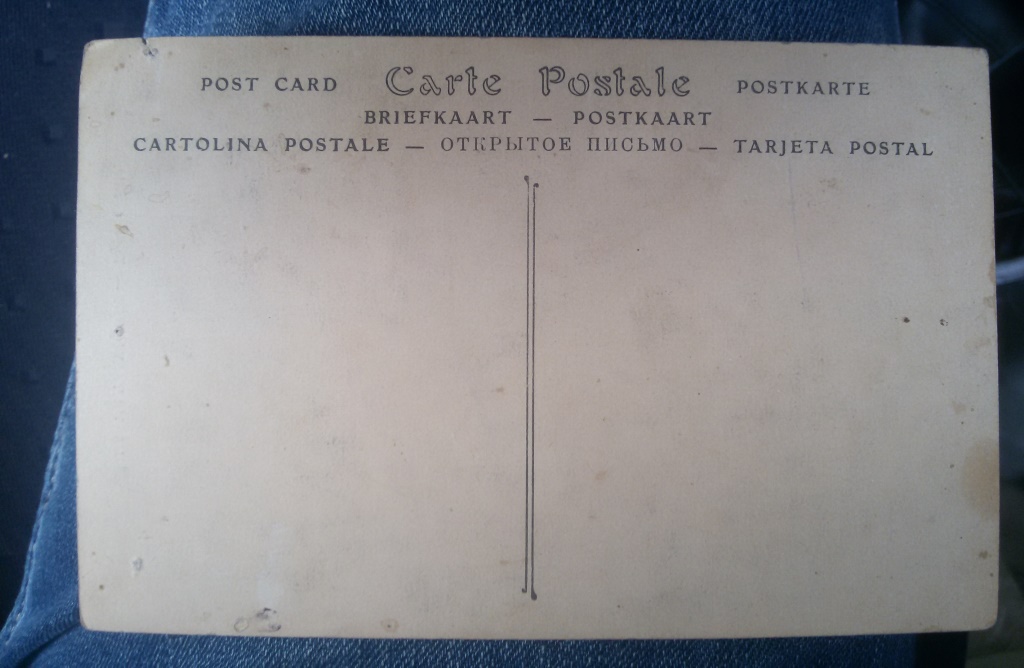 POST CARD Carte Postale POSTKARTE
BRIEFKAART — POSTKAART
CARTOLINA POSTALE — ОТКРЫТОЕ ПИСЬМО — TARJETA POSTAL